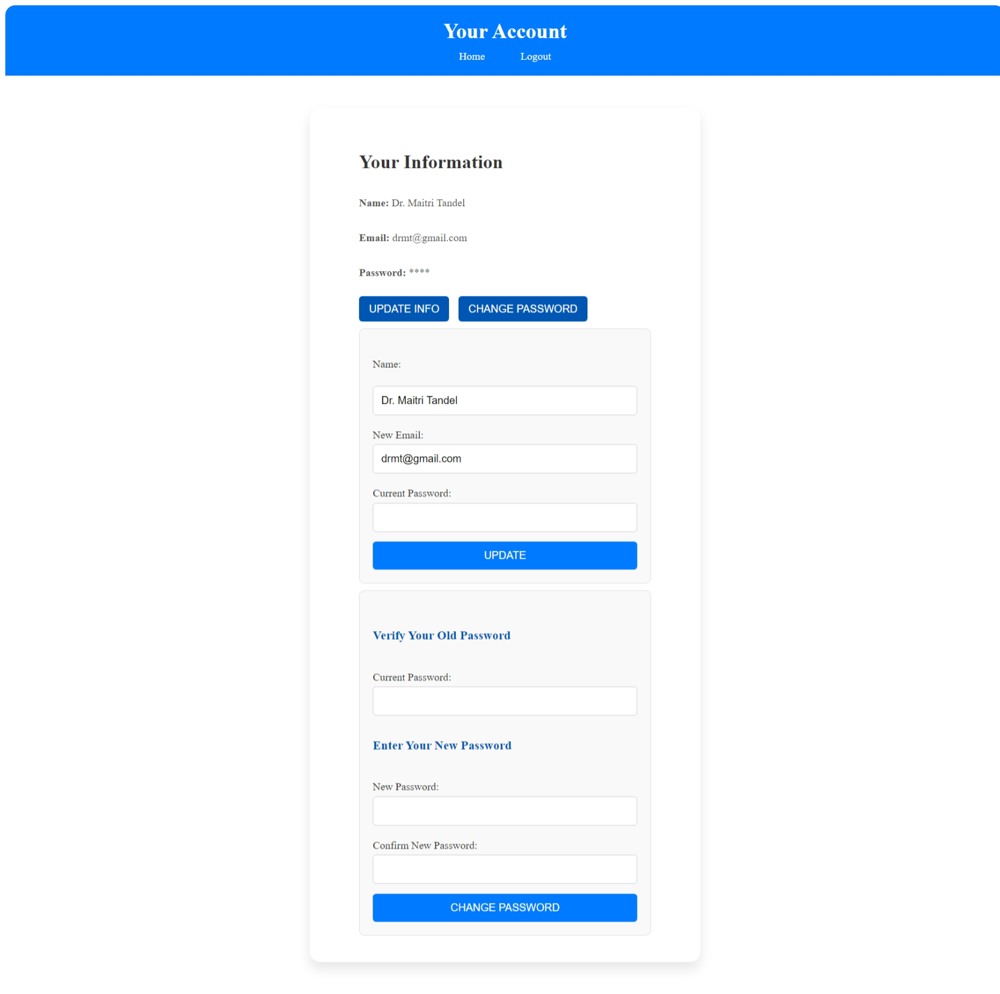 Your Account
Home Logout
Your Information
Name: Dr. Maitri Tandel
Email: drmt@gmail.com
Password: ****
UPDATE INFO CHANGE PASSWORD
Name:
Dr. Maitri Tandel
New Email:
drmt@gmail.com
Current Password:
UPDATE
Verify Your Old Password
Current Password:
Enter Your New Password
New Password:
Confirm New Password:
CHANGE PASSWORD